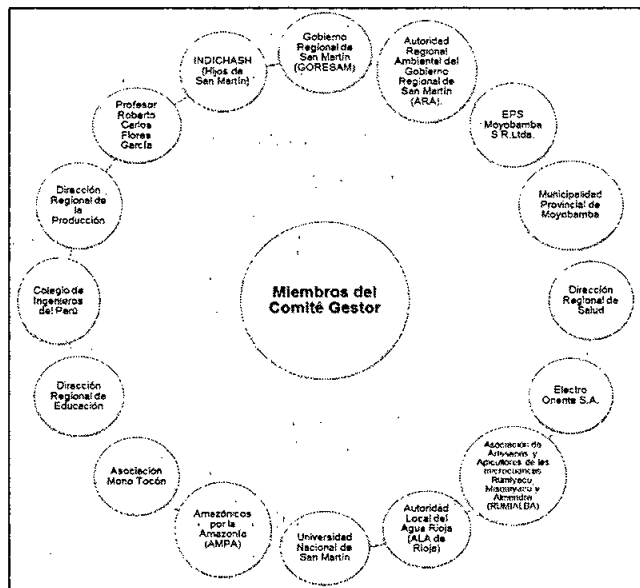 Miembros del
Comité Gestor
Gobierno
Regional de
San Martín
(GORESAM)
Autoridad
Regional
Ambiental del
Gobierno
Regional de
San Martín
(ARA).
EPS
Moyobamba
S.R.Ltda.
Municipalidad
Provincial de
Moyobamba
Dirección
Regional de
Salud
Electro
Oriente S.A.
Asociación de
Artesanos y
Apicultores de las
microcuencas
Rumiyacu,
Misquiyacu y
Almendra
(RUMIALBA)
Autoridad
Local del
Agua Rioja
(ALA de
Rioja)
Universidad
Nacional de
San Martín
Amazónicos
por la
Amazonía
(AMPA)
Asociación
Mono Tocón
Dirección
Regional de
Educación
Colegio de
Ingenieros
del Perú
Dirección
Regional de
la
Producción
Profesor
Roberto
Carlos
Flores
García
INDICHASH
(Hijos de
San Martín)